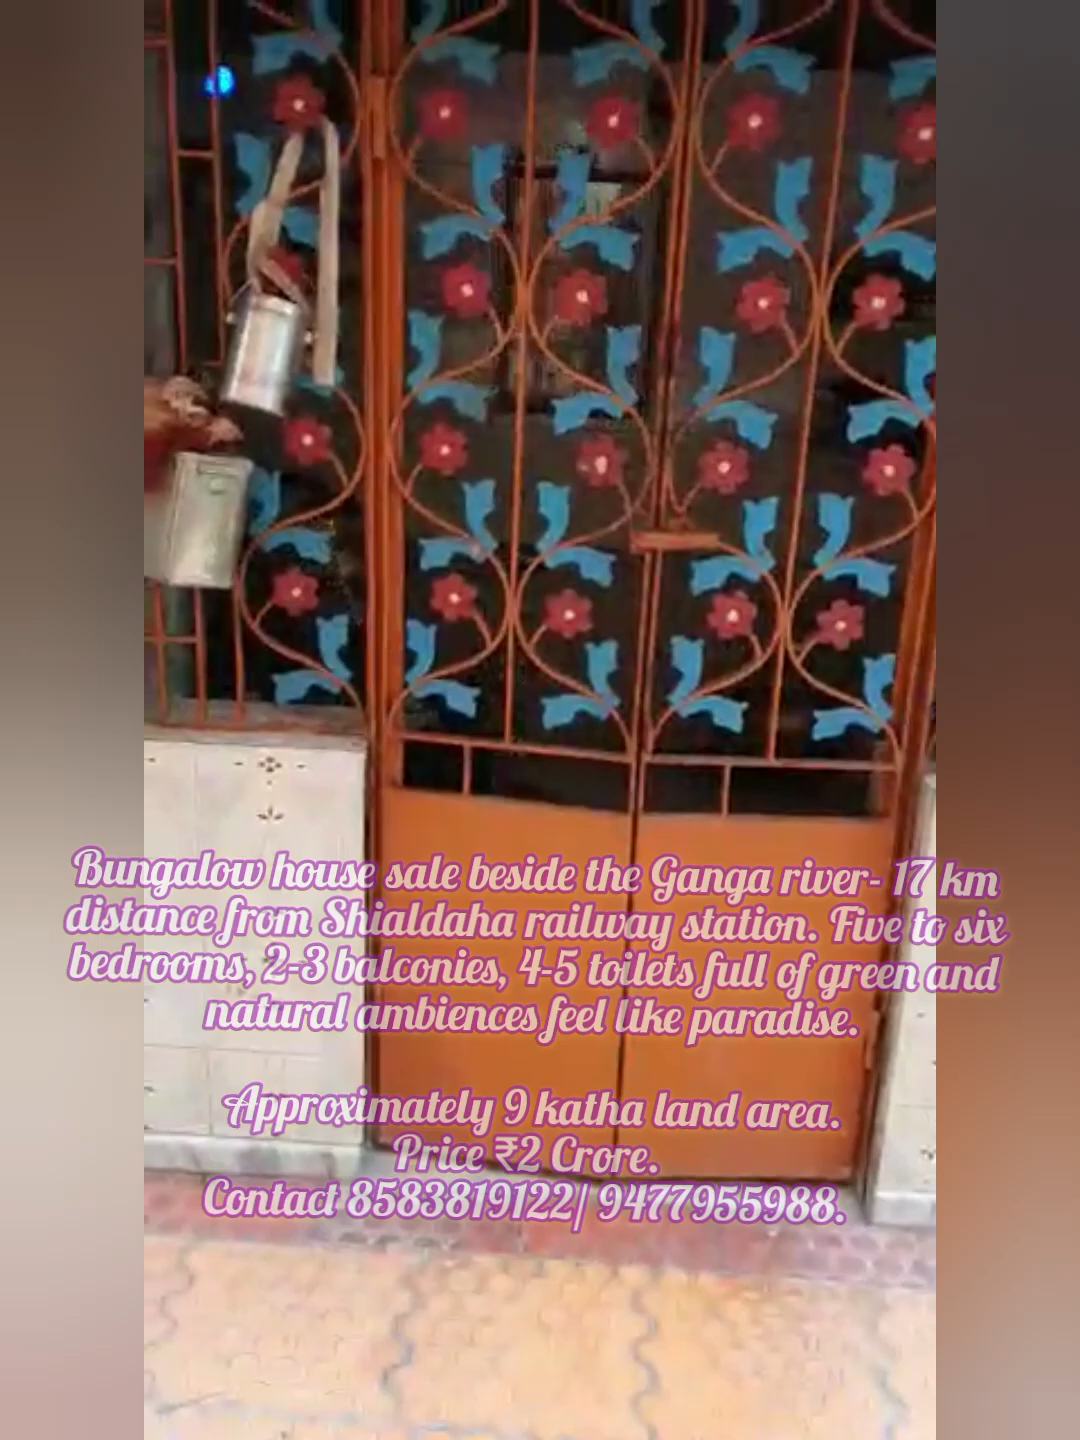 Bungalow house sale beside the Ganga river- 17 km
distance from Shialdaha railway station. Five to six
bedrooms, 2-3 balconies, 4-5 toilets full of green and
natural ambiences feel like paradise.
Approximately 9 katha land area.
Price ₹2 Crore.
Contact 8583819122/ 9477955988.